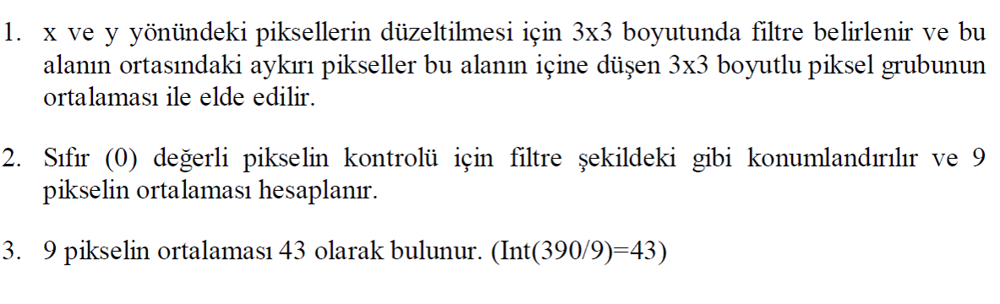 1. x ve y yönündeki piksellerin düzeltilmesi için 3x3 boyutunda filtre belirlenir ve bu
alanın ortasındaki aykırı pikseller bu alanın içine düşen 3x3 boyutlu piksel grubunun
ortalaması ile elde edilir.
2. Sıfır (0) değerli pikselin kontrolü için filtre şekildeki gibi konumlandırılır ve 9
pikselin ortalaması hesaplanır.
3. 9 pikselin ortalaması 43 olarak bulunur. (Int(390/9)=43)